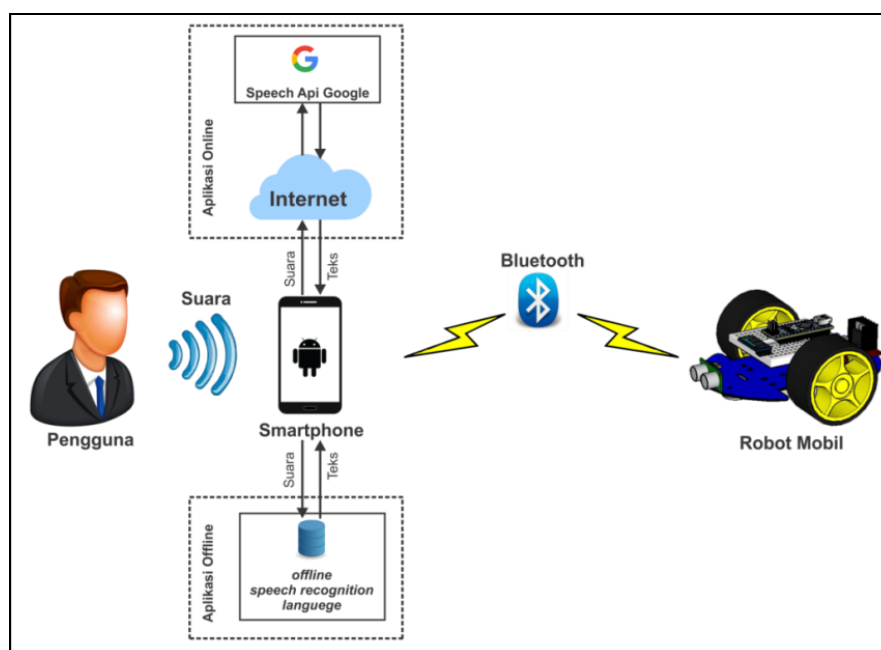 G
Speech Api Google
Aplikasi Online
Internet
Suara
Teks
Bluetooth
Suara
Pengguna
Smartphone
Robot Mobil
Suara
Teks
Aplikasi Offline
offline
speech recognition
languege